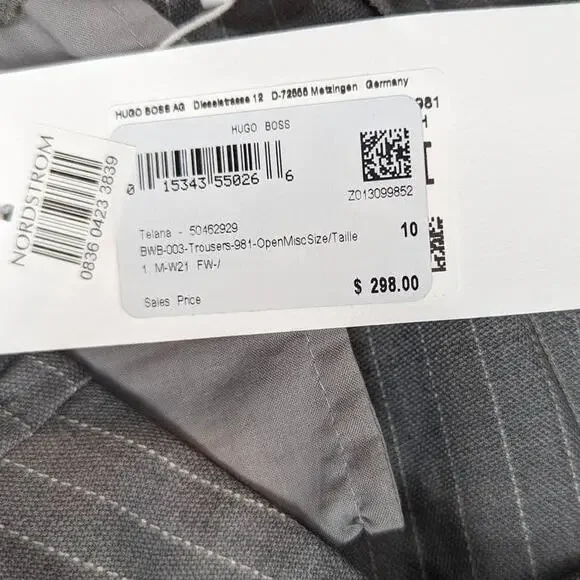 HUGO BOSS AG Dieselstrasse 12 D-72555 Metzingen Germany
981
H
HUGO BOSS
0 15343 55026 6
Z013099852
NORDSTROM
0836 0423 3839
Telana - 50462929
BWB-003-Trousers-981-OpenMiscSize/Taille 10
1. M-W21 FW-/
Sales Price $ 298.00